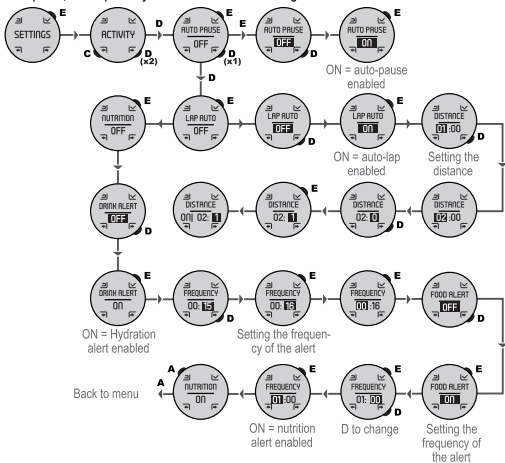 E
D
E
E
E
SETTINGS
ACTIVITY
AUTO PAUSE
OFF
AUTO PAUSE
OFF
AUTO PAUSE
ON
C
D
(x2)
D
(x1)
D
ON = auto-pause
enabled
D
E
E
E
E
NUTRITION
OFF
LAP AUTO
OFF
LAP AUTO
OFF
LAP AUTO
ON
DISTANCE
01:00
D
D
ON = auto-lap
enabled
Setting the
distance
E
E
DRINK ALERT
OFF
DISTANCE
ON| 02: 1
DISTANCE
02: 1
DISTANCE
02: 0
DISTANCE
02:00
D
D
E
E
E
E
DRINK ALERT
ON
FREQUENCY
00: 15
FREQUENCY
00: 16
FREQUENCY
00:16
FOOD ALERT
OFF
D
D
ON = Hydration
alert enabled
Setting the frequen-
cy of the alert
A
E
E
E
A
Back to menu
NUTRITION
ON
FREQUENCY
01:00
FREQUENCY
01: 00
FOOD ALERT
ON
D
ON = nutrition
alert enabled
D to change
Setting the
frequency of
the alert